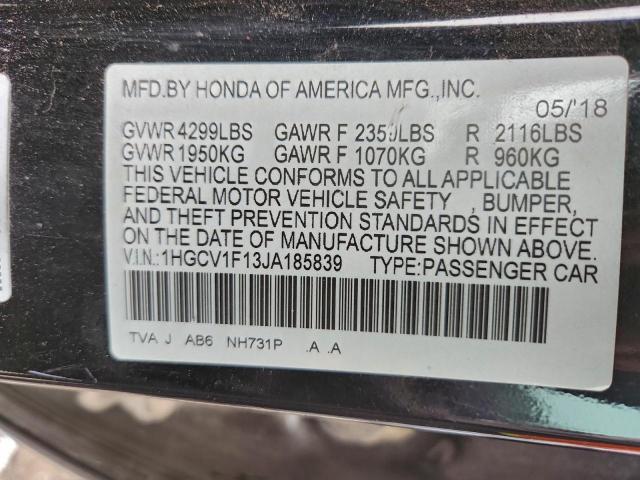 MFD.BY HONDA OF AMERICA MFG.,INC.
05/'18
GVWR 4299LBS GAWR F 2359LBS R 2116LBS
GVWR 1950KG GAWR F 1070KG R 960KG
THIS VEHICLE CONFORMS TO ALL APPLICABLE
FEDERAL MOTOR VEHICLE SAFETY , BUMPER,
AND THEFT PREVENTION STANDARDS IN EFFECT
ON THE DATE OF MANUFACTURE SHOWN ABOVE.
V.I.N.:1HGCV1F13JA185839 TYPE:PASSENGER CAR
TVA J AB6 NH731P .A .A